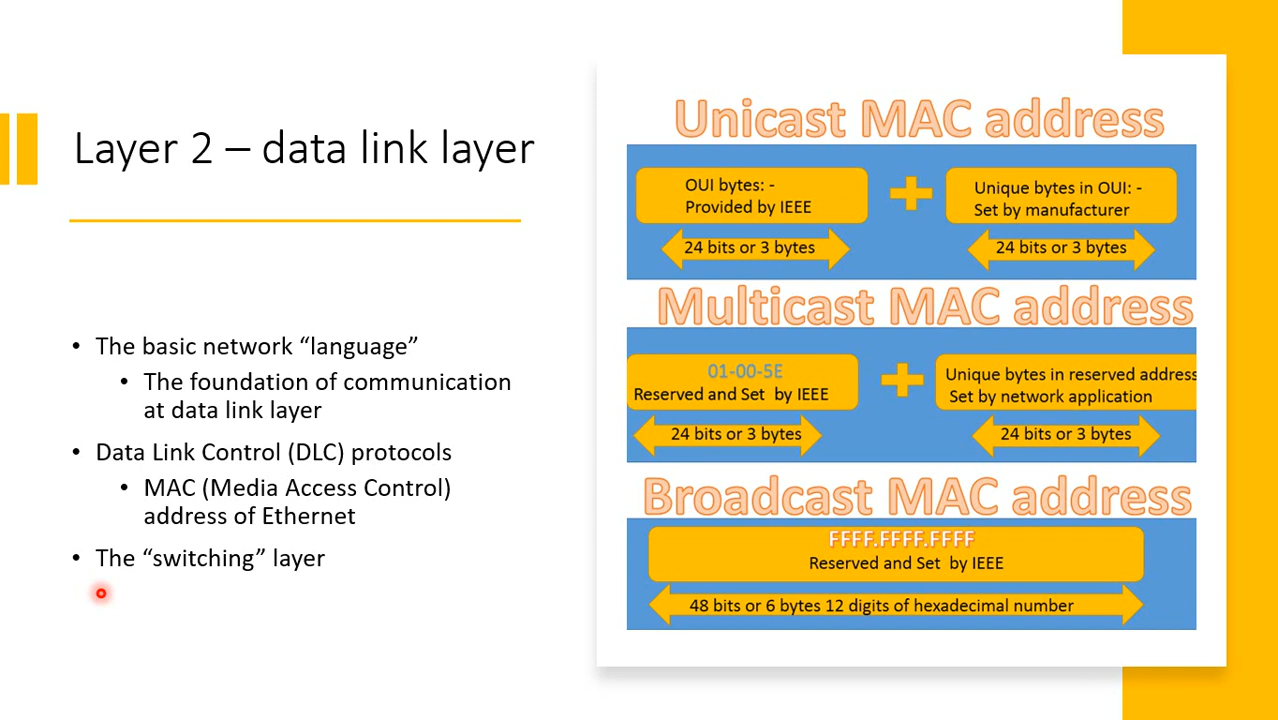 Layer 2 – data link layer
• The basic network “language”
• The foundation of communication
at data link layer
• Data Link Control (DLC) protocols
• MAC (Media Access Control)
address of Ethernet
• The “switching” layer
Unicast MAC address
OUI bytes: -
Provided by IEEE
Unique bytes in OUI: -
Set by manufacturer
24 bits or 3 bytes
24 bits or 3 bytes
Multicast MAC address
01-00-5E
Reserved and Set by IEEE
Unique bytes in reserved address
Set by network application
24 bits or 3 bytes
24 bits or 3 bytes
Broadcast MAC address
FFFF.FFFF.FFFF
Reserved and Set by IEEE
48 bits or 6 bytes 12 digits of hexadecimal number